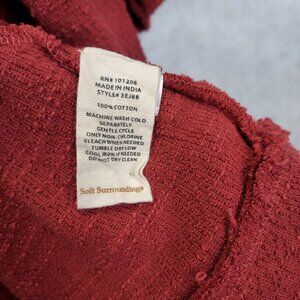 RN# 101206
MADE IN INDIA
STYLE# 3EJ8B
100% COTTON
MACHINE WASH COLD
SEPARATELY
GENTLE CYCLE
ONLY NON-CHLORINE
BLEACH WHEN NEEDED
TUMBLE DRY LOW
COOL IRON IF NEEDED
DO NOT DRY CLEAN
Soft Surroundings®